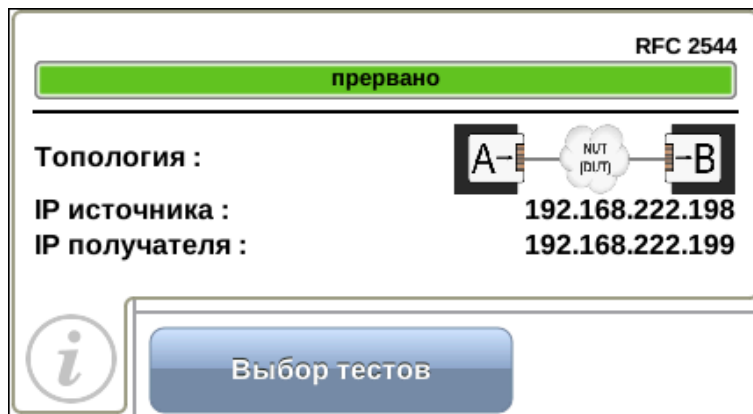 RFC 2544
прервано
Топология :
A NUT (DUT) B
IP источника : 192.168.222.198
IP получателя : 192.168.222.199
i
Выбор тестов